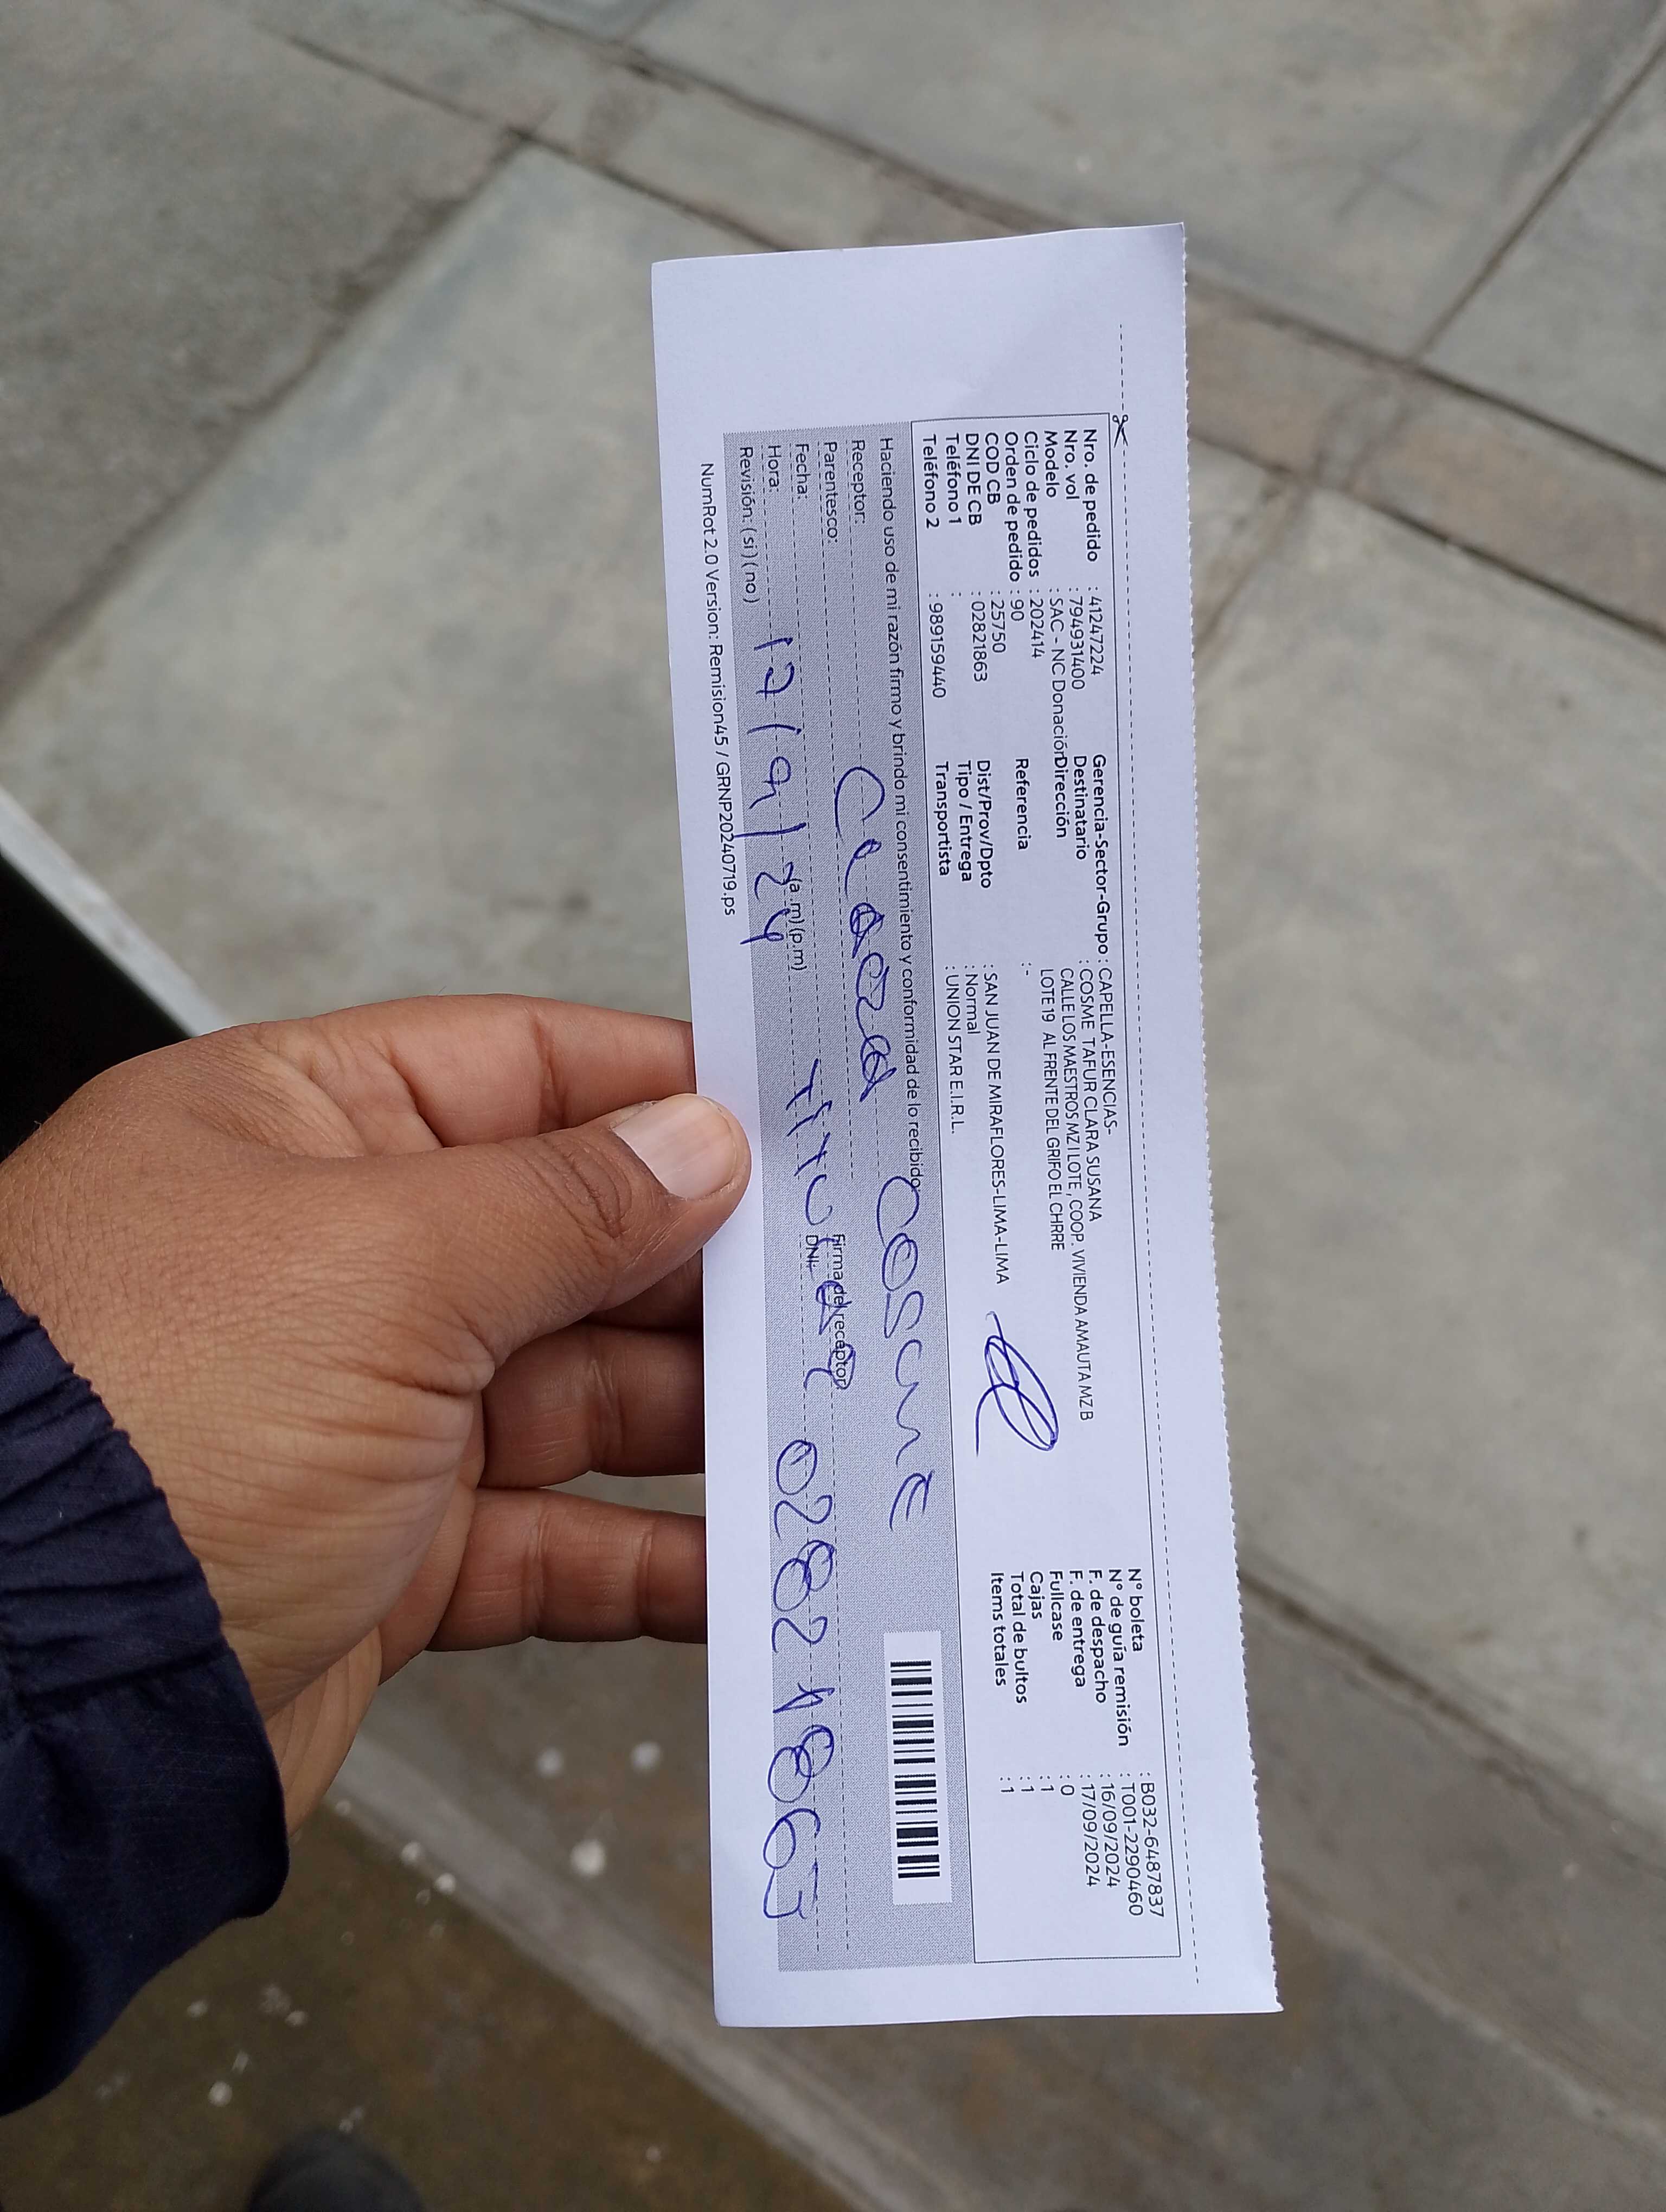 Nro. de pedido : 41247224
Nro. vol : 794931400
Modelo : SAC - NC Donación
Ciclo de pedidos : 202414
Orden de pedido : 90
COD CB : 25750
DNI DE CB : 02821863
Teléfono 1 :
Teléfono 2 : 989159440
Gerencia-Sector-Grupo : CAPELLA-ESENCIAS-
Destinatario : COSME TAFUR CLARA SUSANA
Dirección CALLE LOS MAESTROS MZ I LOTE , COOP. VIVIENDA AMAUTA MZ B
LOTE 19 AL FRENTE DEL GRIFO EL CHRRE
Referencia :-
Dist/Prov/Dpto : SAN JUAN DE MIRAFLORES-LIMA-LIMA
Tipo / Entrega : Normal
Transportista : UNION STAR E.I.R.L.
N° boleta : B032-6487837
N° de guía remisión : T001-2290460
F. de despacho : 16/09/2024
F. de entrega : 17/09/2024
Fullcase : 0
Cajas : 1
Total de bultos : 1
Items totales : 1
Haciendo uso de mi razón firmo y brindo mi consentimiento y conformidad de lo recibido:
Receptor: Cosme
Parentesco:
Firma del receptor
Fecha:
DNI: 02821863
Hora: (a.m) (p.m)
17/9/24
Revisión: ( si ) ( no )
NumRot 2.0 Version: Remision45 / GRNP20240719.ps